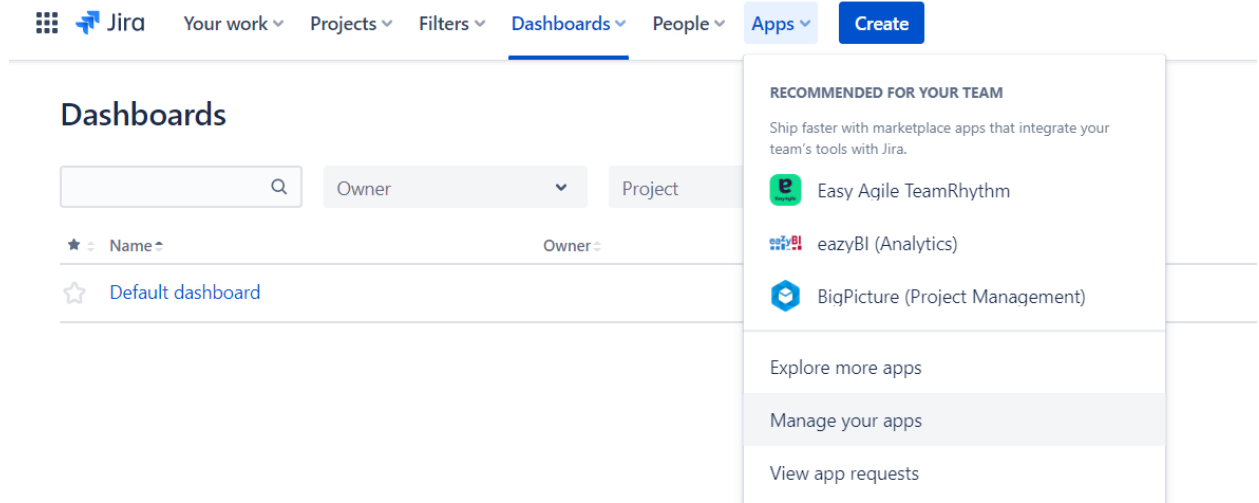 Jira Your work Projects Filters Dashboards People Apps Create
Dashboards
Owner Project
Name Owner
Default dashboard
RECOMMENDED FOR YOUR TEAM
Ship faster with marketplace apps that integrate your
team's tools with Jira.
Easy Agile TeamRhythm
eazyBI eazyBI (Analytics)
BigPicture (Project Management)
Explore more apps
Manage your apps
View app requests